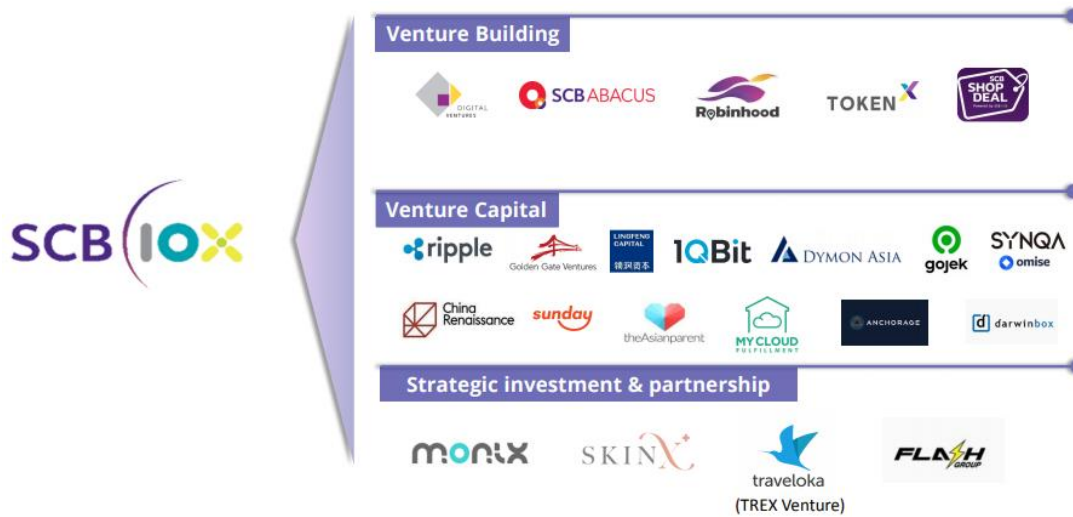 SCB 10X
Venture Building
DIGITAL
VENTURES
SCB ABACUS
Robinhood
TOKEN X
SCB
SHOP
DEAL
Venture Capital
ripple
Golden Gate Ventures
LINGFENG
CAPITAL
1QBit
DYMON ASIA
gojek
SYNQA
omise
China
Renaissance
sunday
theAsianparent
MY CLOUD
FULFILLMENT
ANCHORAGE
darwinbox
Strategic investment & partnership
monix
SKINX
traveloka
(TREX Venture)
FLASH
GROUP